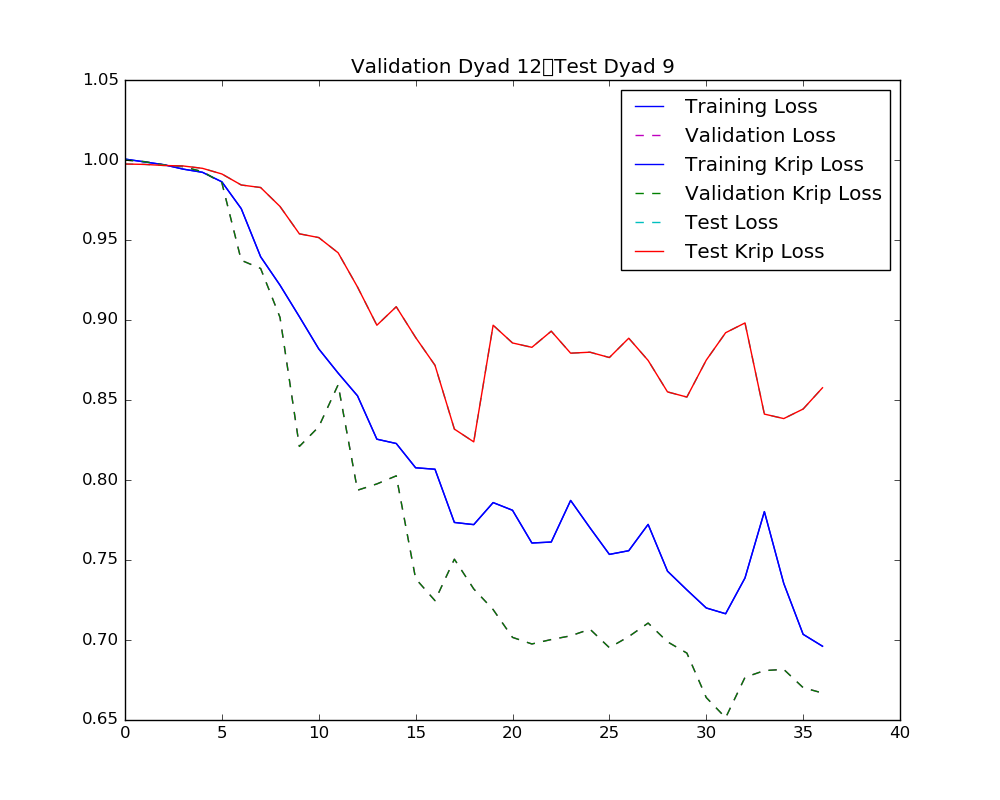 Validation Dyad 12▯Test Dyad 9
1.05
1.00
0.95
0.90
0.85
0.80
0.75
0.70
0.65
0 5 10 15 20 25 30 35 40
Training Loss
Validation Loss
Training Krip Loss
Validation Krip Loss
Test Loss
Test Krip Loss